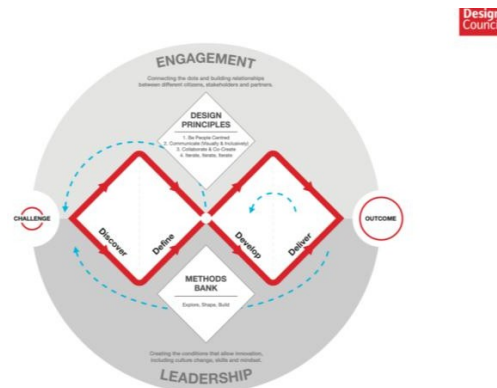 Design
Council
ENGAGEMENT
Connecting the dots and building relationships
between different citizens, stakeholders and partners.
DESIGN
PRINCIPLES
1. Be People Centred
2. Communicate (Visually & Inclusively)
3. Collaborate & Co-Create
4. Iterate, Iterate, Iterate
CHALLENGE
OUTCOME
Discover
Define
Develop
Deliver
METHODS
BANK
Explore, Shape, Build
Creating the conditions that allow innovation,
including culture change, skills and mindset.
LEADERSHIP